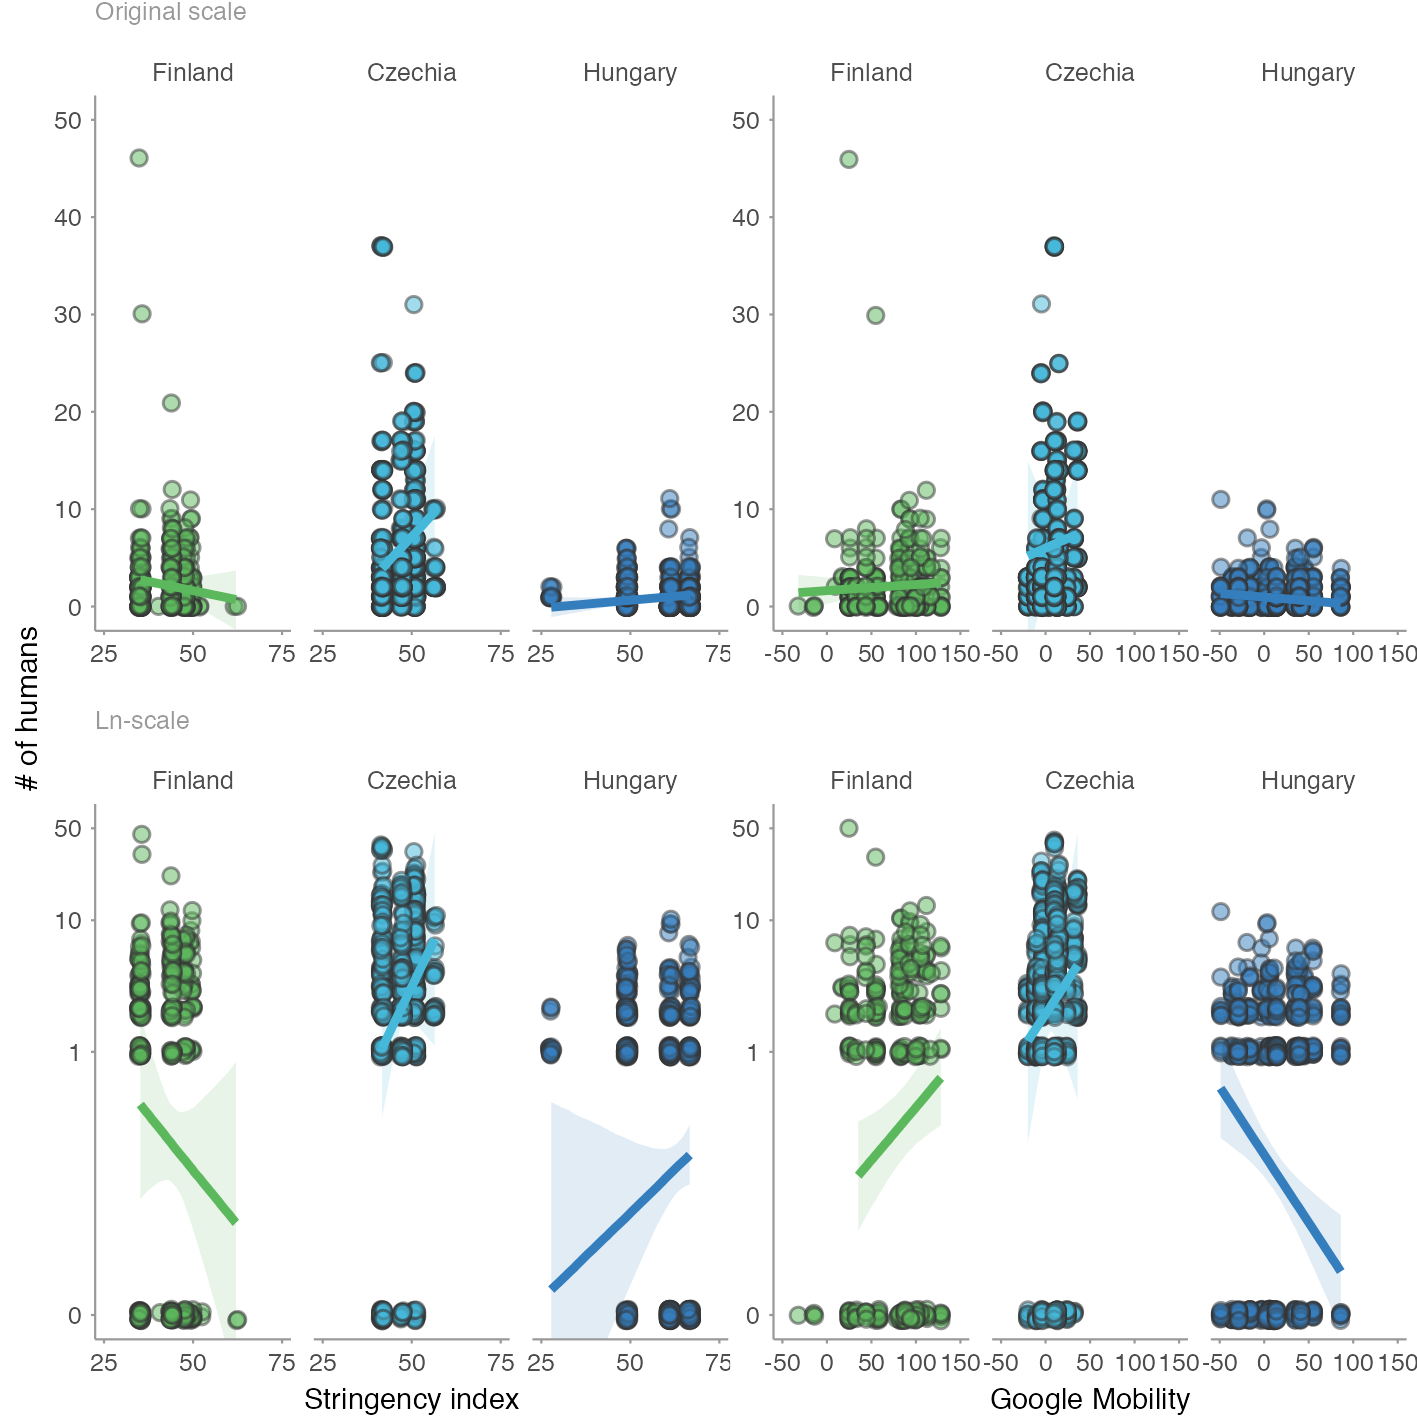 Original scale
Finland Czechia Hungary Finland Czechia Hungary
50 50
40 40
30 30
20 20
10 10
0 0
25 50 75 25 50 75 25 50 75 -50 0 50 100 150 -50 0 50 100 150 -50 0 50 100 150
# of humans
Ln-scale
Finland Czechia Hungary Finland Czechia Hungary
50 50
10 10
1 1
0 0
25 50 75 25 50 75 25 50 75 -50 0 50 100 150 -50 0 50 100 150 -50 0 50 100 150
Stringency index Google Mobility